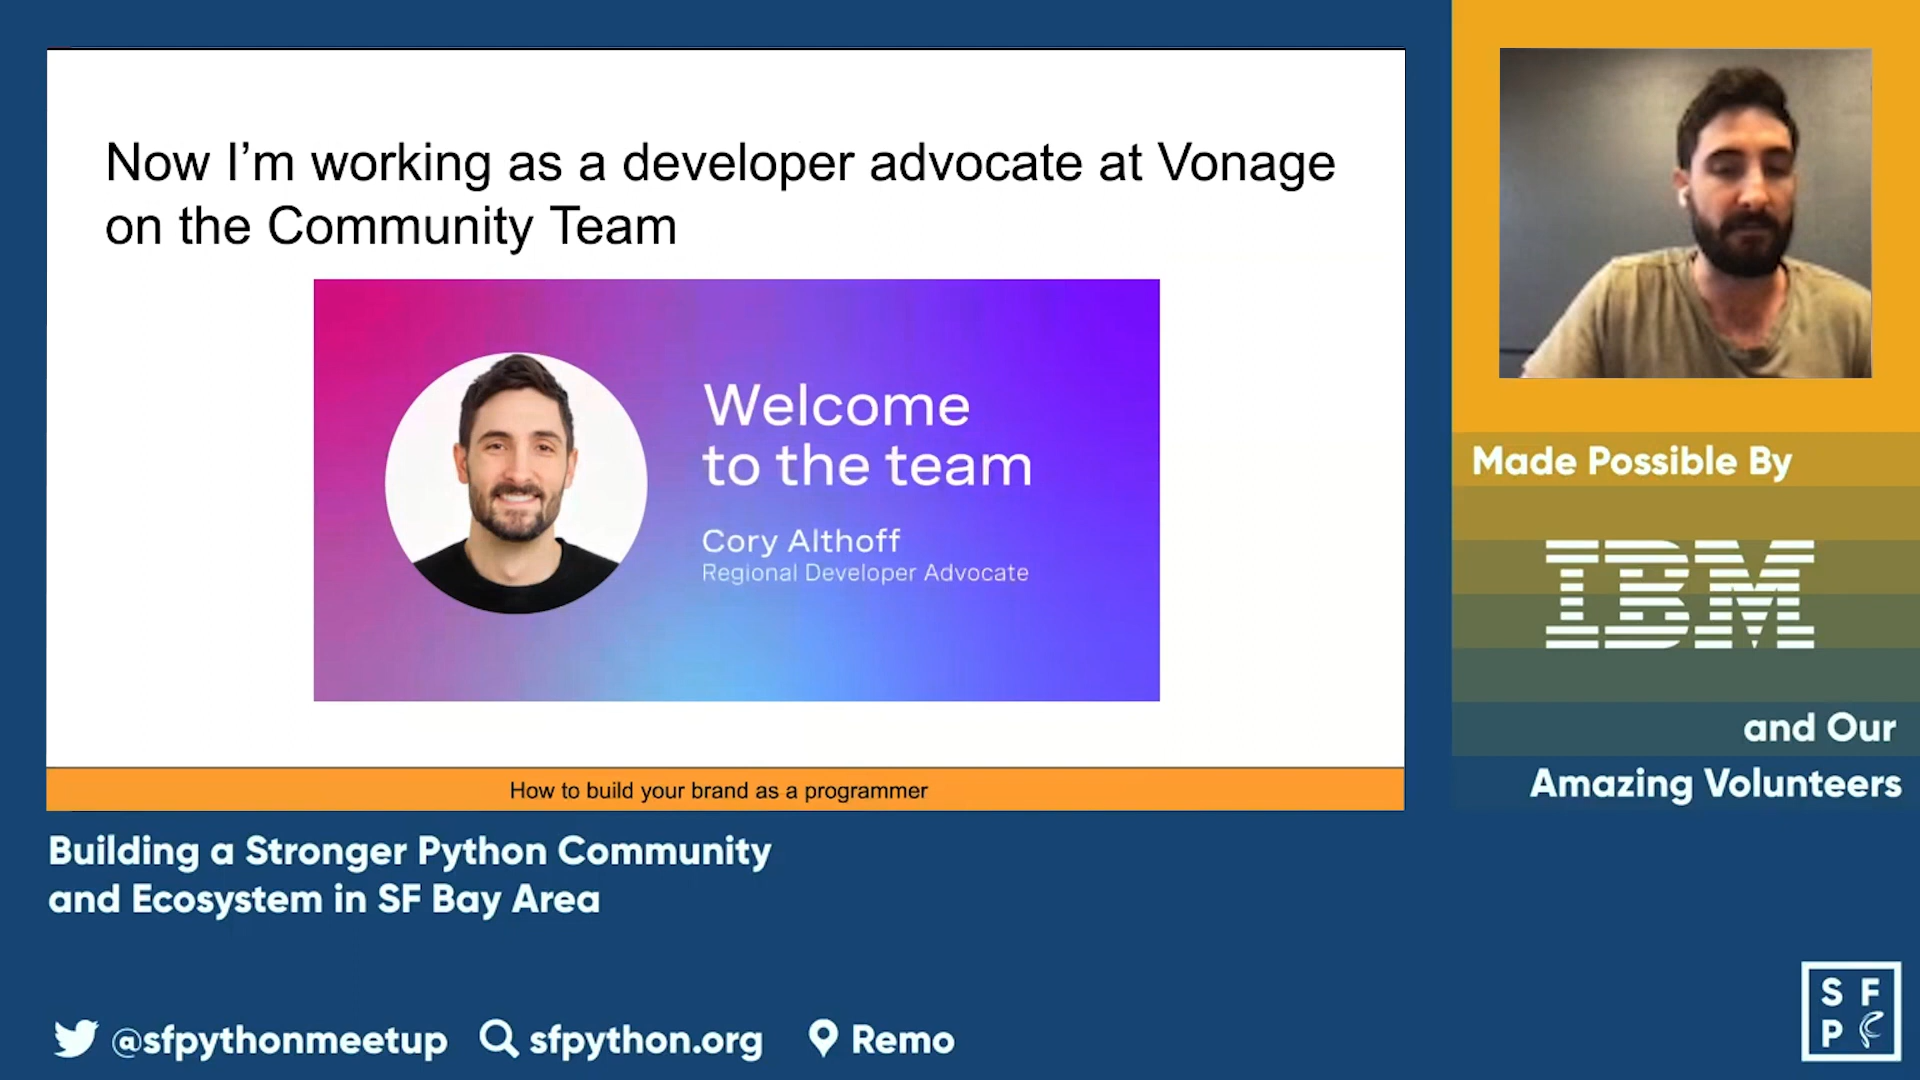 Now I’m working as a developer advocate at Vonage
on the Community Team
Welcome
to the team
Cory Althoff
Regional Developer Advocate
How to build your brand as a programmer
Made Possible By
IBM
and Our
Amazing Volunteers
Building a Stronger Python Community
and Ecosystem in SF Bay Area
@sfpythonmeetup
sfpython.org
Remo
S F
P